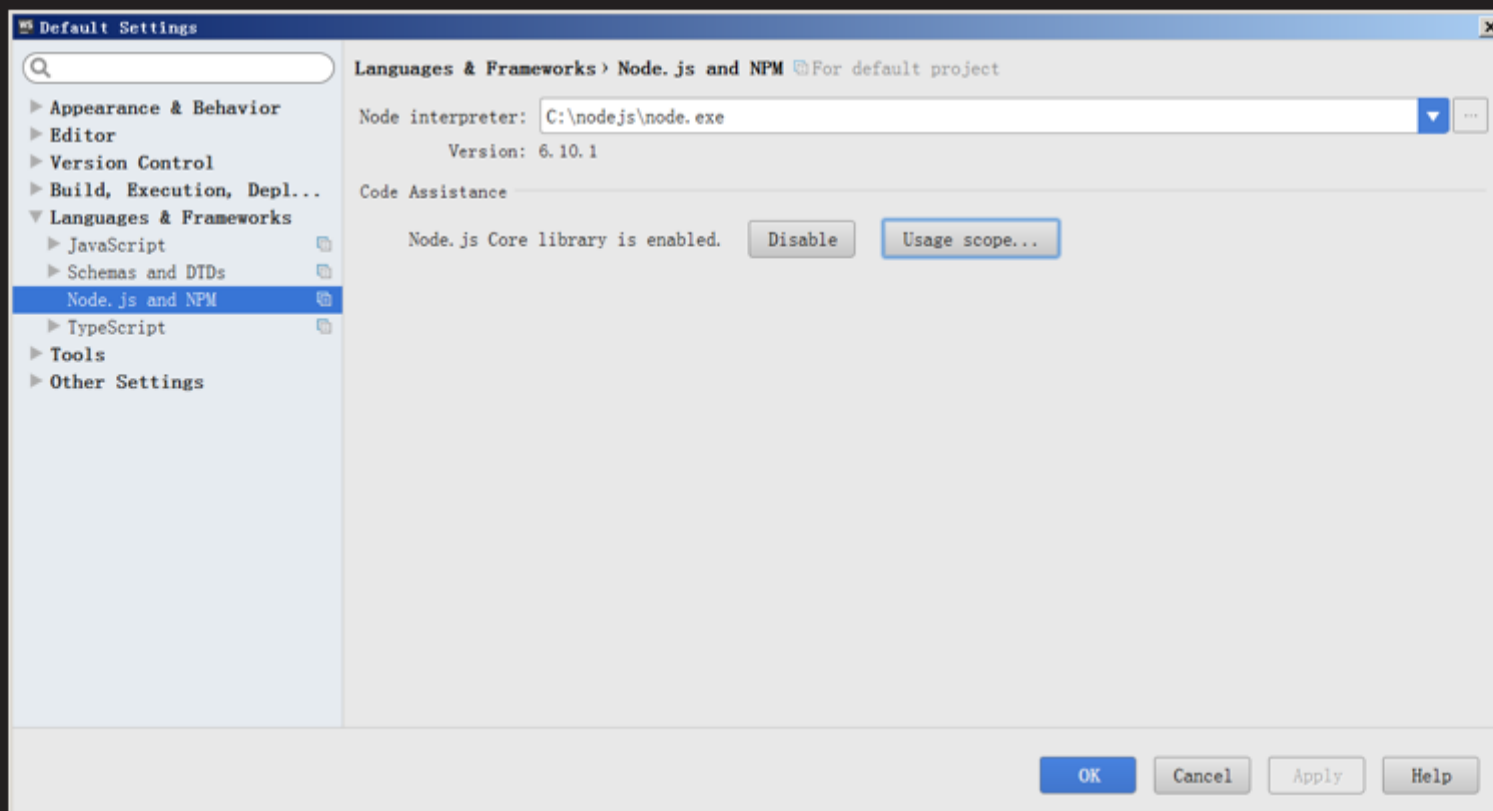 WS Default Settings
Languages & Frameworks › Node.js and NPM For default project
Appearance & Behavior
Editor
Version Control
Build, Execution, Depl...
Languages & Frameworks
JavaScript
Schemas and DTDs
Node.js and NPM
TypeScript
Tools
Other Settings
Node interpreter: C:\nodejs\node.exe
Version: 6.10.1
Code Assistance
Node.js Core library is enabled. Disable Usage scope...
OK Cancel Apply Help